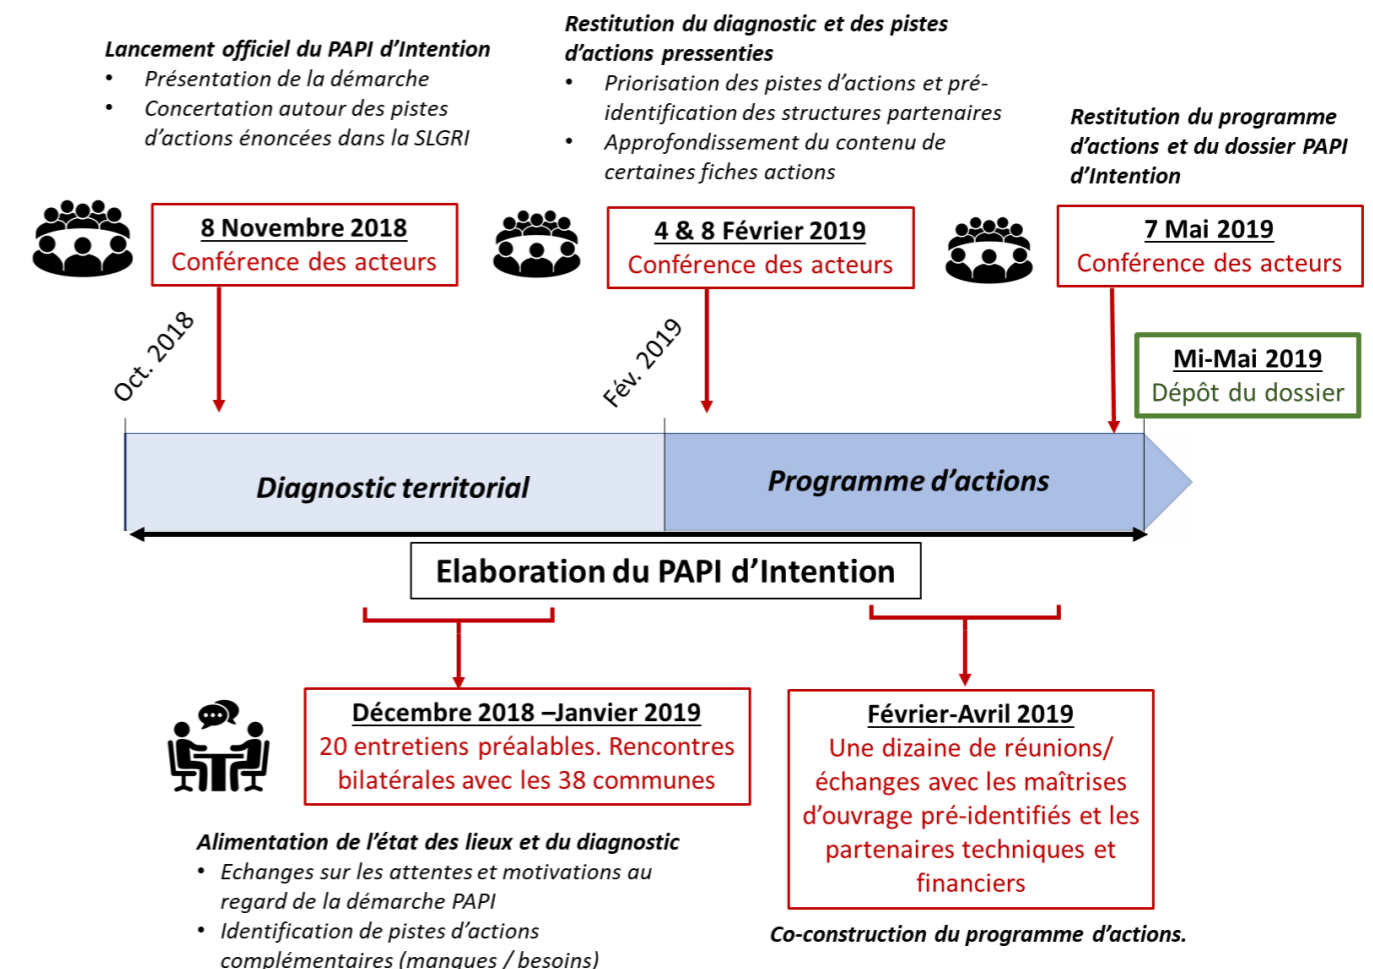 Lancement officiel du PAPI d’Intention
• Présentation de la démarche
• Concertation autour des pistes
d’actions énoncées dans la SLGRI
Restitution du diagnostic et des pistes
d’actions pressenties
• Priorisation des pistes d’actions et pré-
identification des structures partenaires
• Approfondissement du contenu de
certaines fiches actions
Restitution du programme
d’actions et du dossier PAPI
d’Intention
8 Novembre 2018
Conférence des acteurs
4 & 8 Février 2019
Conférence des acteurs
7 Mai 2019
Conférence des acteurs
Oct. 2018
Fév. 2019
Mi-Mai 2019
Dépôt du dossier
Diagnostic territorial
Programme d’actions
Elaboration du PAPI d’Intention
Décembre 2018 –Janvier 2019
20 entretiens préalables. Rencontres
bilatérales avec les 38 communes
Alimentation de l’état des lieux et du diagnostic
• Echanges sur les attentes et motivations au
regard de la démarche PAPI
• Identification de pistes d’actions
complémentaires (manques / besoins)
Février-Avril 2019
Une dizaine de réunions/
échanges avec les maîtrises
d’ouvrage pré-identifiés et les
partenaires techniques et
financiers
Co-construction du programme d’actions.